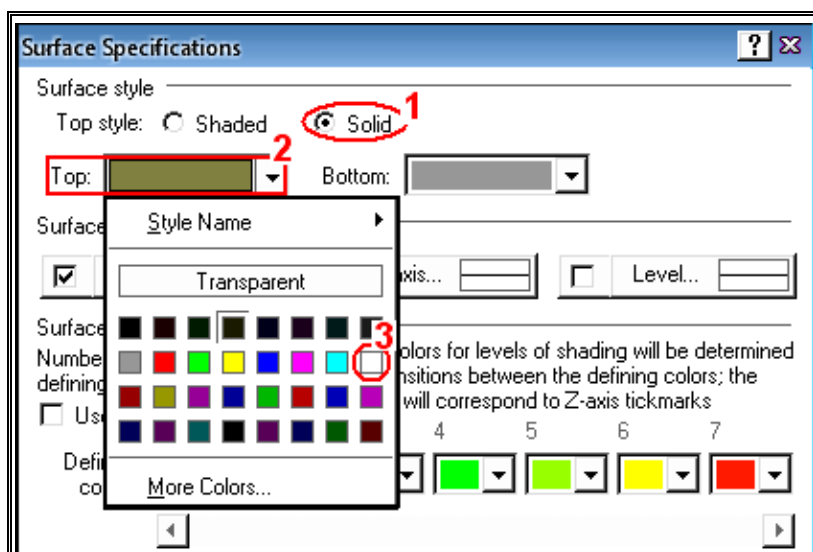 Surface Specifications ?
Surface style
1
Top style: Shaded Solid
2
Top: Bottom:
Surface
Style Name
xis... Level...
Transparent
Surface
3
Numbe olors for levels of shading will be determined
defining nsitions between the defining colors; the
Us will correspond to Z-axis tickmarks
4 5 6 7
Defi
co
More Colors...